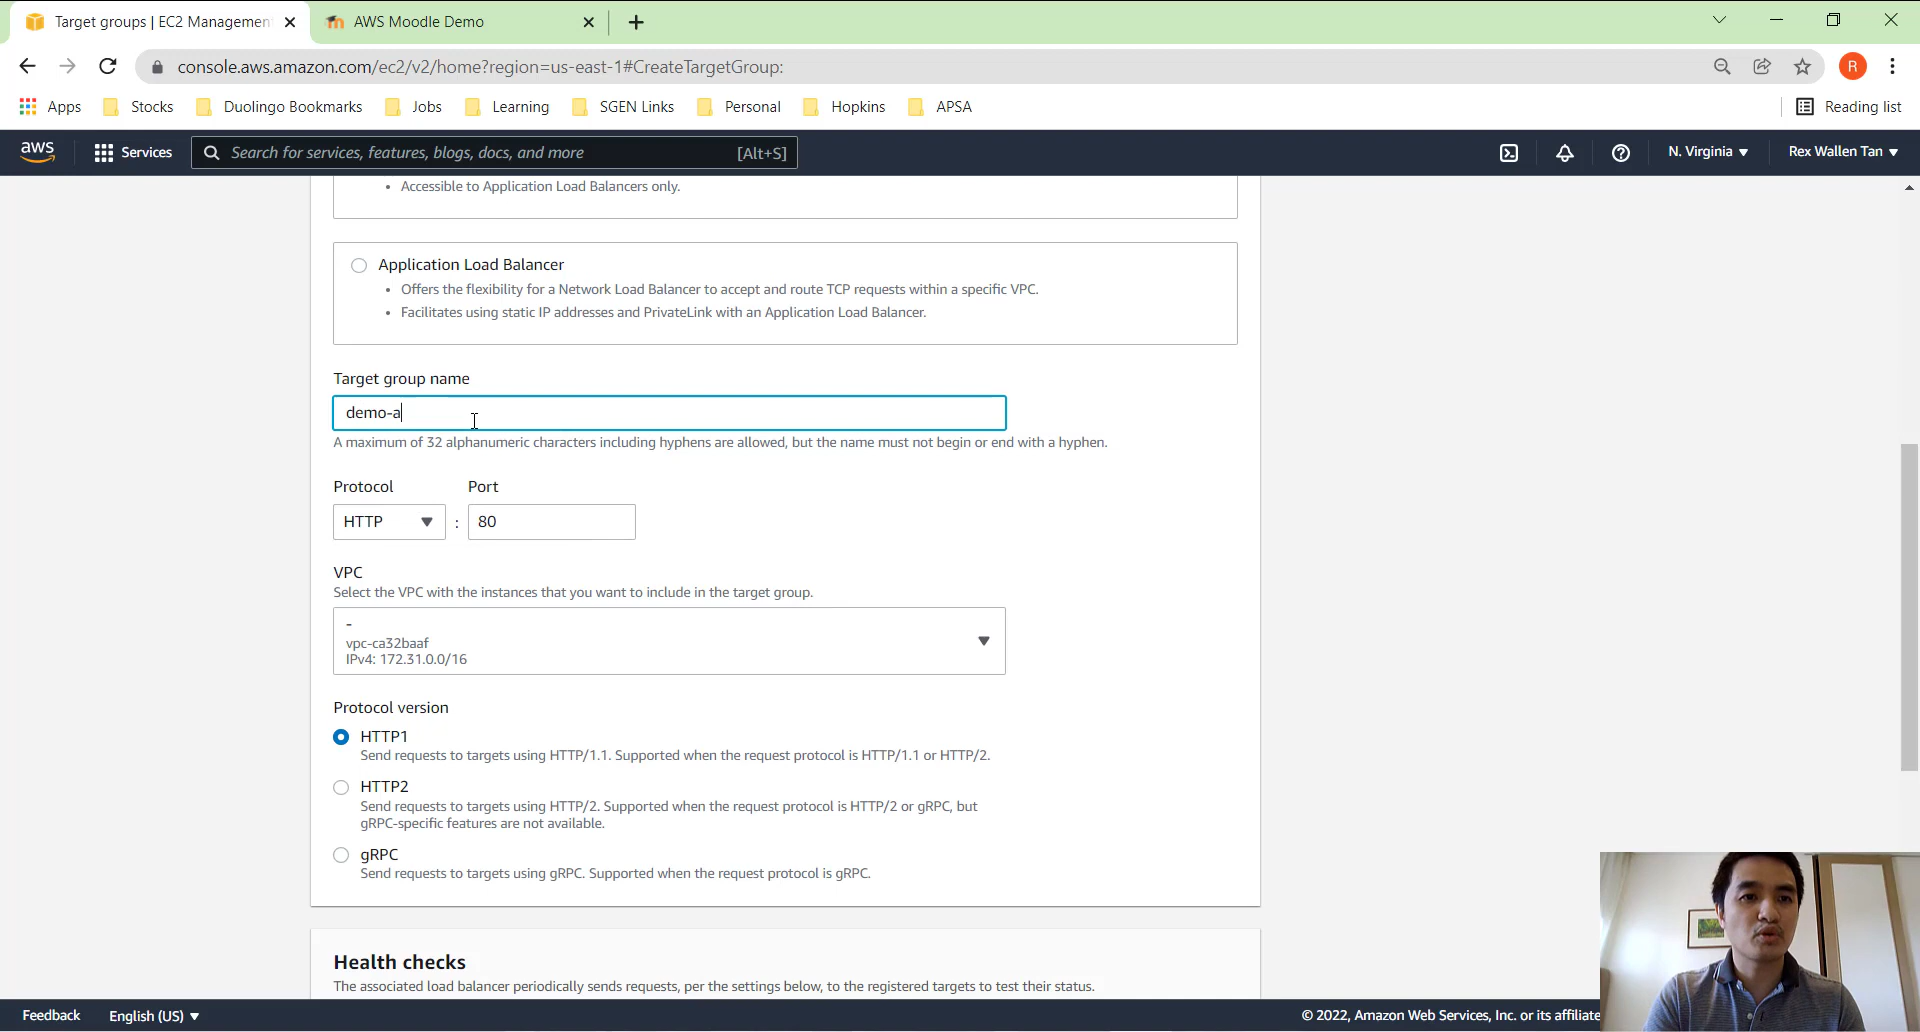 Target groups | EC2 Management
AWS Moodle Demo
console.aws.amazon.com/ec2/v2/home?region=us-east-1#CreateTargetGroup:
R
Apps
Stocks
Duolingo Bookmarks
Jobs
Learning
SGEN Links
Personal
Hopkins
APSA
Reading list
aws
Services
Search for services, features, blogs, docs, and more
[Alt+S]
N. Virginia
Rex Wallen Tan
• Accessible to Application Load Balancers only.
Application Load Balancer
• Offers the flexibility for a Network Load Balancer to accept and route TCP requests within a specific VPC.
• Facilitates using static IP addresses and PrivateLink with an Application Load Balancer.
Target group name
demo-a
A maximum of 32 alphanumeric characters including hyphens are allowed, but the name must not begin or end with a hyphen.
Protocol
Port
HTTP
:
80
VPC
Select the VPC with the instances that you want to include in the target group.
-
vpc-ca32baaf
IPv4: 172.31.0.0/16
Protocol version
HTTP1
Send requests to targets using HTTP/1.1. Supported when the request protocol is HTTP/1.1 or HTTP/2.
HTTP2
Send requests to targets using HTTP/2. Supported when the request protocol is HTTP/2 or gRPC, but
gRPC-specific features are not available.
gRPC
Send requests to targets using gRPC. Supported when the request protocol is gRPC.
Health checks
The associated load balancer periodically sends requests, per the settings below, to the registered targets to test their status.
Feedback
English (US)
© 2022, Amazon Web Services, Inc. or its affiliate